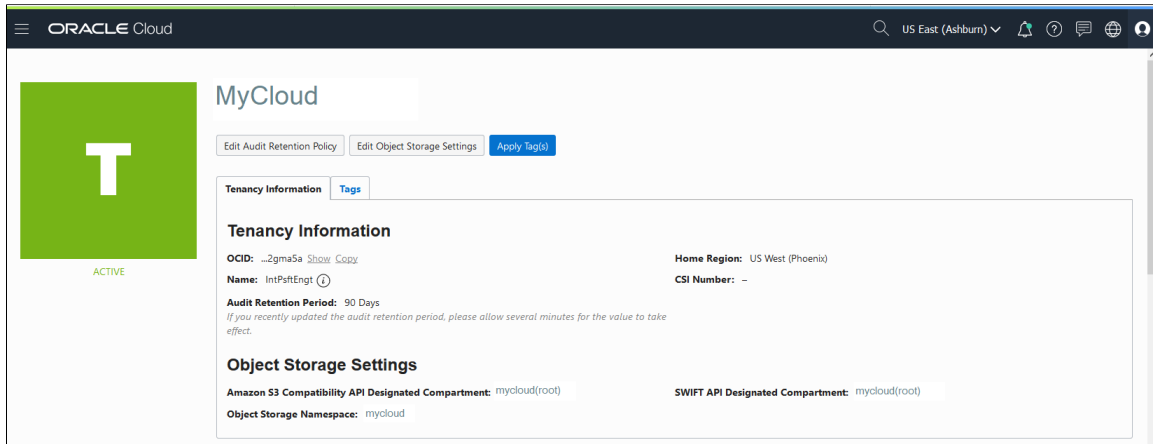 ORACLE Cloud
US East (Ashburn)
MyCloud
Edit Audit Retention Policy Edit Object Storage Settings Apply Tag(s)
T
ACTIVE
Tenancy Information Tags
Tenancy Information
OCID: ...2gma5a Show Copy Home Region: US West (Phoenix)
Name: IntPsftEngt CSI Number: –
Audit Retention Period: 90 Days
If you recently updated the audit retention period, please allow several minutes for the value to take
effect.
Object Storage Settings
Amazon S3 Compatibility API Designated Compartment: mycloud(root) SWIFT API Designated Compartment: mycloud(root)
Object Storage Namespace: mycloud